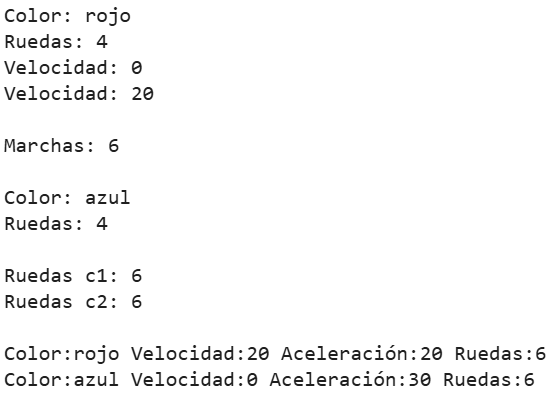 Color: rojo
Ruedas: 4
Velocidad: 0
Velocidad: 20
Marchas: 6
Color: azul
Ruedas: 4
Ruedas c1: 6
Ruedas c2: 6
Color:rojo Velocidad:20 Aceleración:20 Ruedas:6
Color:azul Velocidad:0 Aceleración:30 Ruedas:6